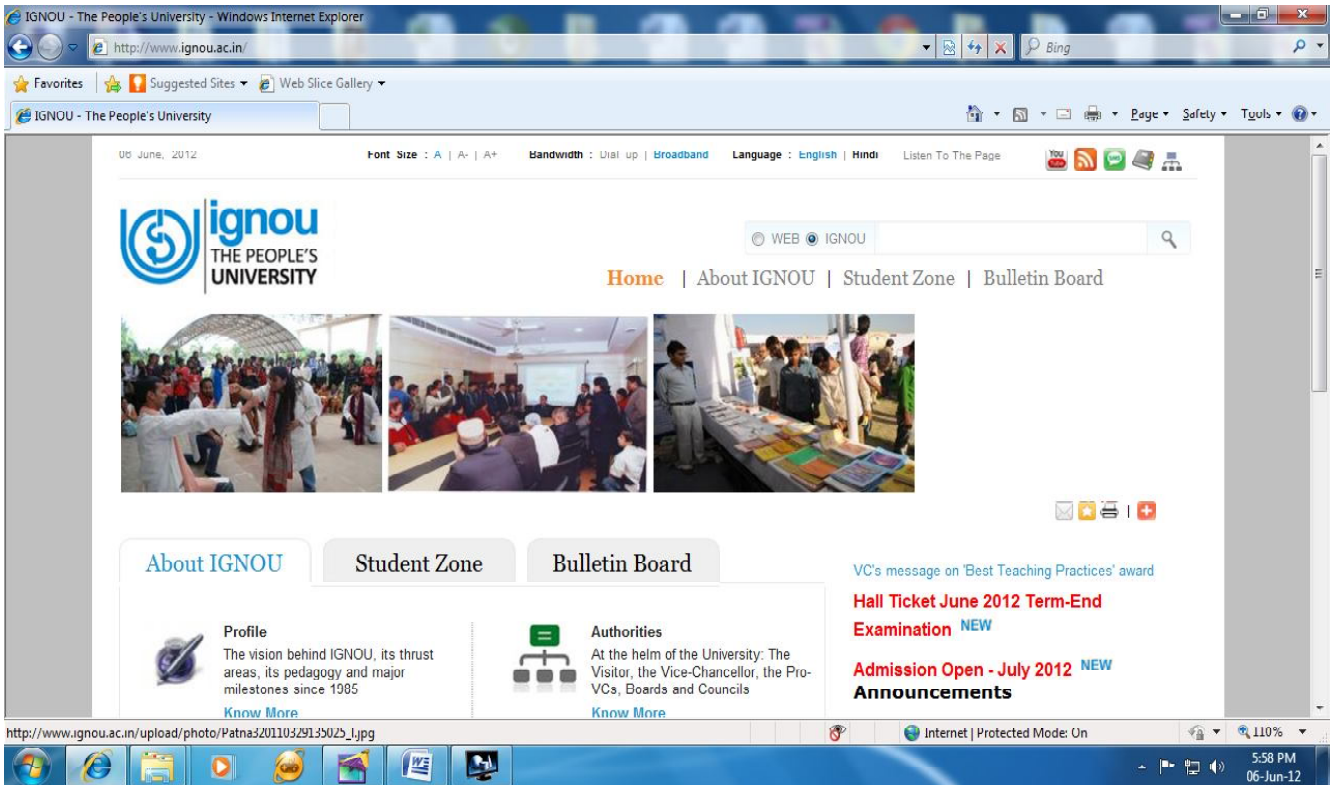 IGNOU - The People's University - Windows Internet Explorer
http://www.ignou.ac.in/
Bing
Favorites Suggested Sites Web Slice Gallery
IGNOU - The People's University
Page Safety Tools
06 June, 2012 Font Size : A | A- | A+ Bandwidth : Dial up | Broadband Language : English | Hindi Listen To The Page You Tube SMS
ignou
THE PEOPLE'S
UNIVERSITY
WEB IGNOU
Home | About IGNOU | Student Zone | Bulletin Board
About IGNOU Student Zone Bulletin Board
VC's message on 'Best Teaching Practices' award
Hall Ticket June 2012 Term-End
Examination NEW
Admission Open - July 2012 NEW
Announcements
Profile
The vision behind IGNOU, its thrust
areas, its pedagogy and major
milestones since 1985
Know More
Authorities
At the helm of the University: The
Visitor, the Vice-Chancellor, the Pro-
VCs, Boards and Councils
Know More
http://www.ignou.ac.in/upload/photo/Patna320110329135025_l.jpg
Internet | Protected Mode: On
110%
5:58 PM
06-Jun-12